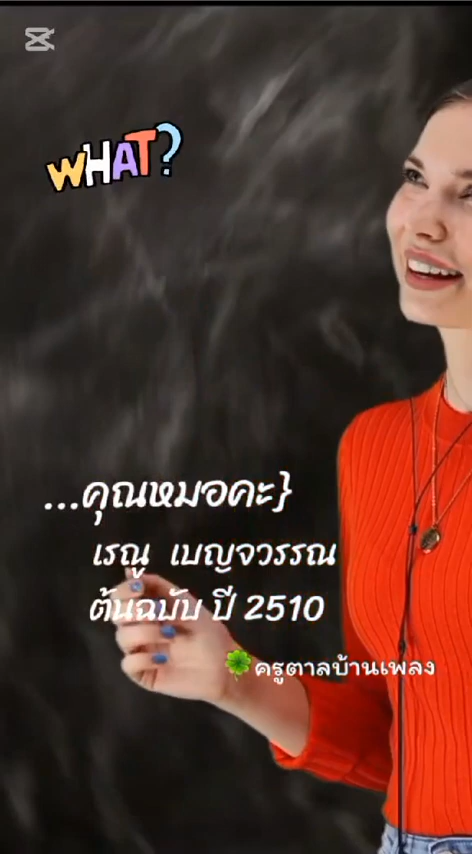 WHAT?
...คุณหมอคะ}
เรณู เบญจวรรณ
ต้นฉบับ ปี 2510
🍀ครูตาลบ้านเพลง